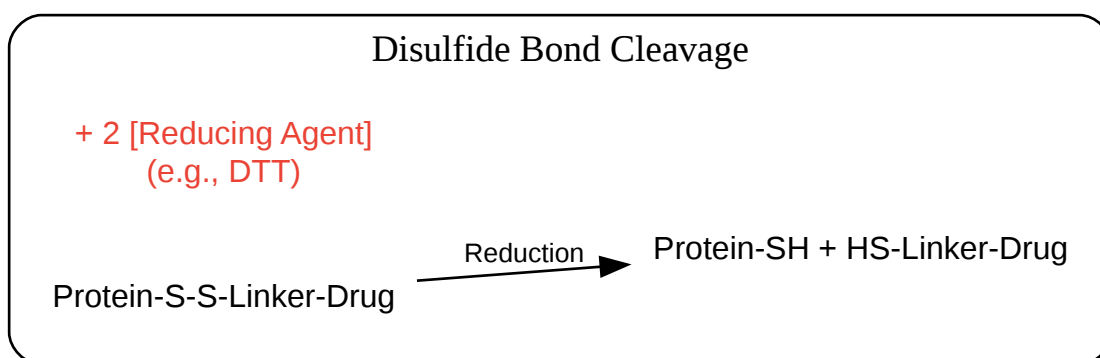 Disulfide Bond Cleavage
+ 2 [Reducing Agent]
(e.g., DTT)
Reduction
Protein-SH + HS-Linker-Drug
Protein-S-S-Linker-Drug